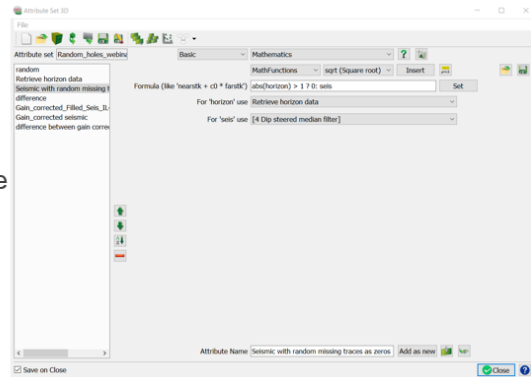 Attribute Set 3D
File
Attribute set Random_holes_webina Basic Mathematics ?
MathFunctions sqrt (Square root) Insert
random
Retrieve horizon data
Seismic with random missing t
difference
Gain_corrected_Filled_Seis_IL
Gain_corrected seismic
difference between gain correc
Formula (like 'nearstk + c0 * farstk') abs(horizon) > 1 ? 0: seis Set
For 'horizon' use Retrieve horizon data
For 'seis' use [4 Dip steered median filter]
e
Attribute Name Seismic with random missing traces as zeros Add as new
Save on Close Close ?